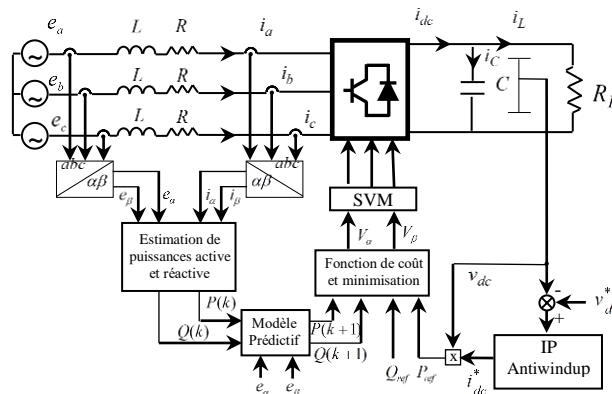 e_a L R i_a i_dc i_L
e_b L R i_b i_C C
e_c L R i_c
abc abc
αβ αβ
e_β e_α i_α i_β
SVM
V_α V_β
Estimation de
puissances active
et réactive
Fonction de coût
et minimisation
v_dc
P(k)
Q(k)
Modèle
Prédictif
P(k+1)
Q(k+1)
Q_ref P_ref
x
i*_dc
-
+
IP
Antiwindup
e_α